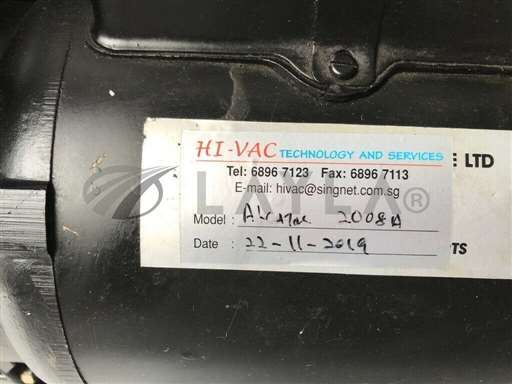 HI-VAC TECHNOLOGY AND SERVICES
E LTD
Tel: 6896 7123 Fax: 6896 7113
E-mail: hivac@singnet.com.sg
LAYLA®
Model : 2008A
Date : 22-11-2019
TS